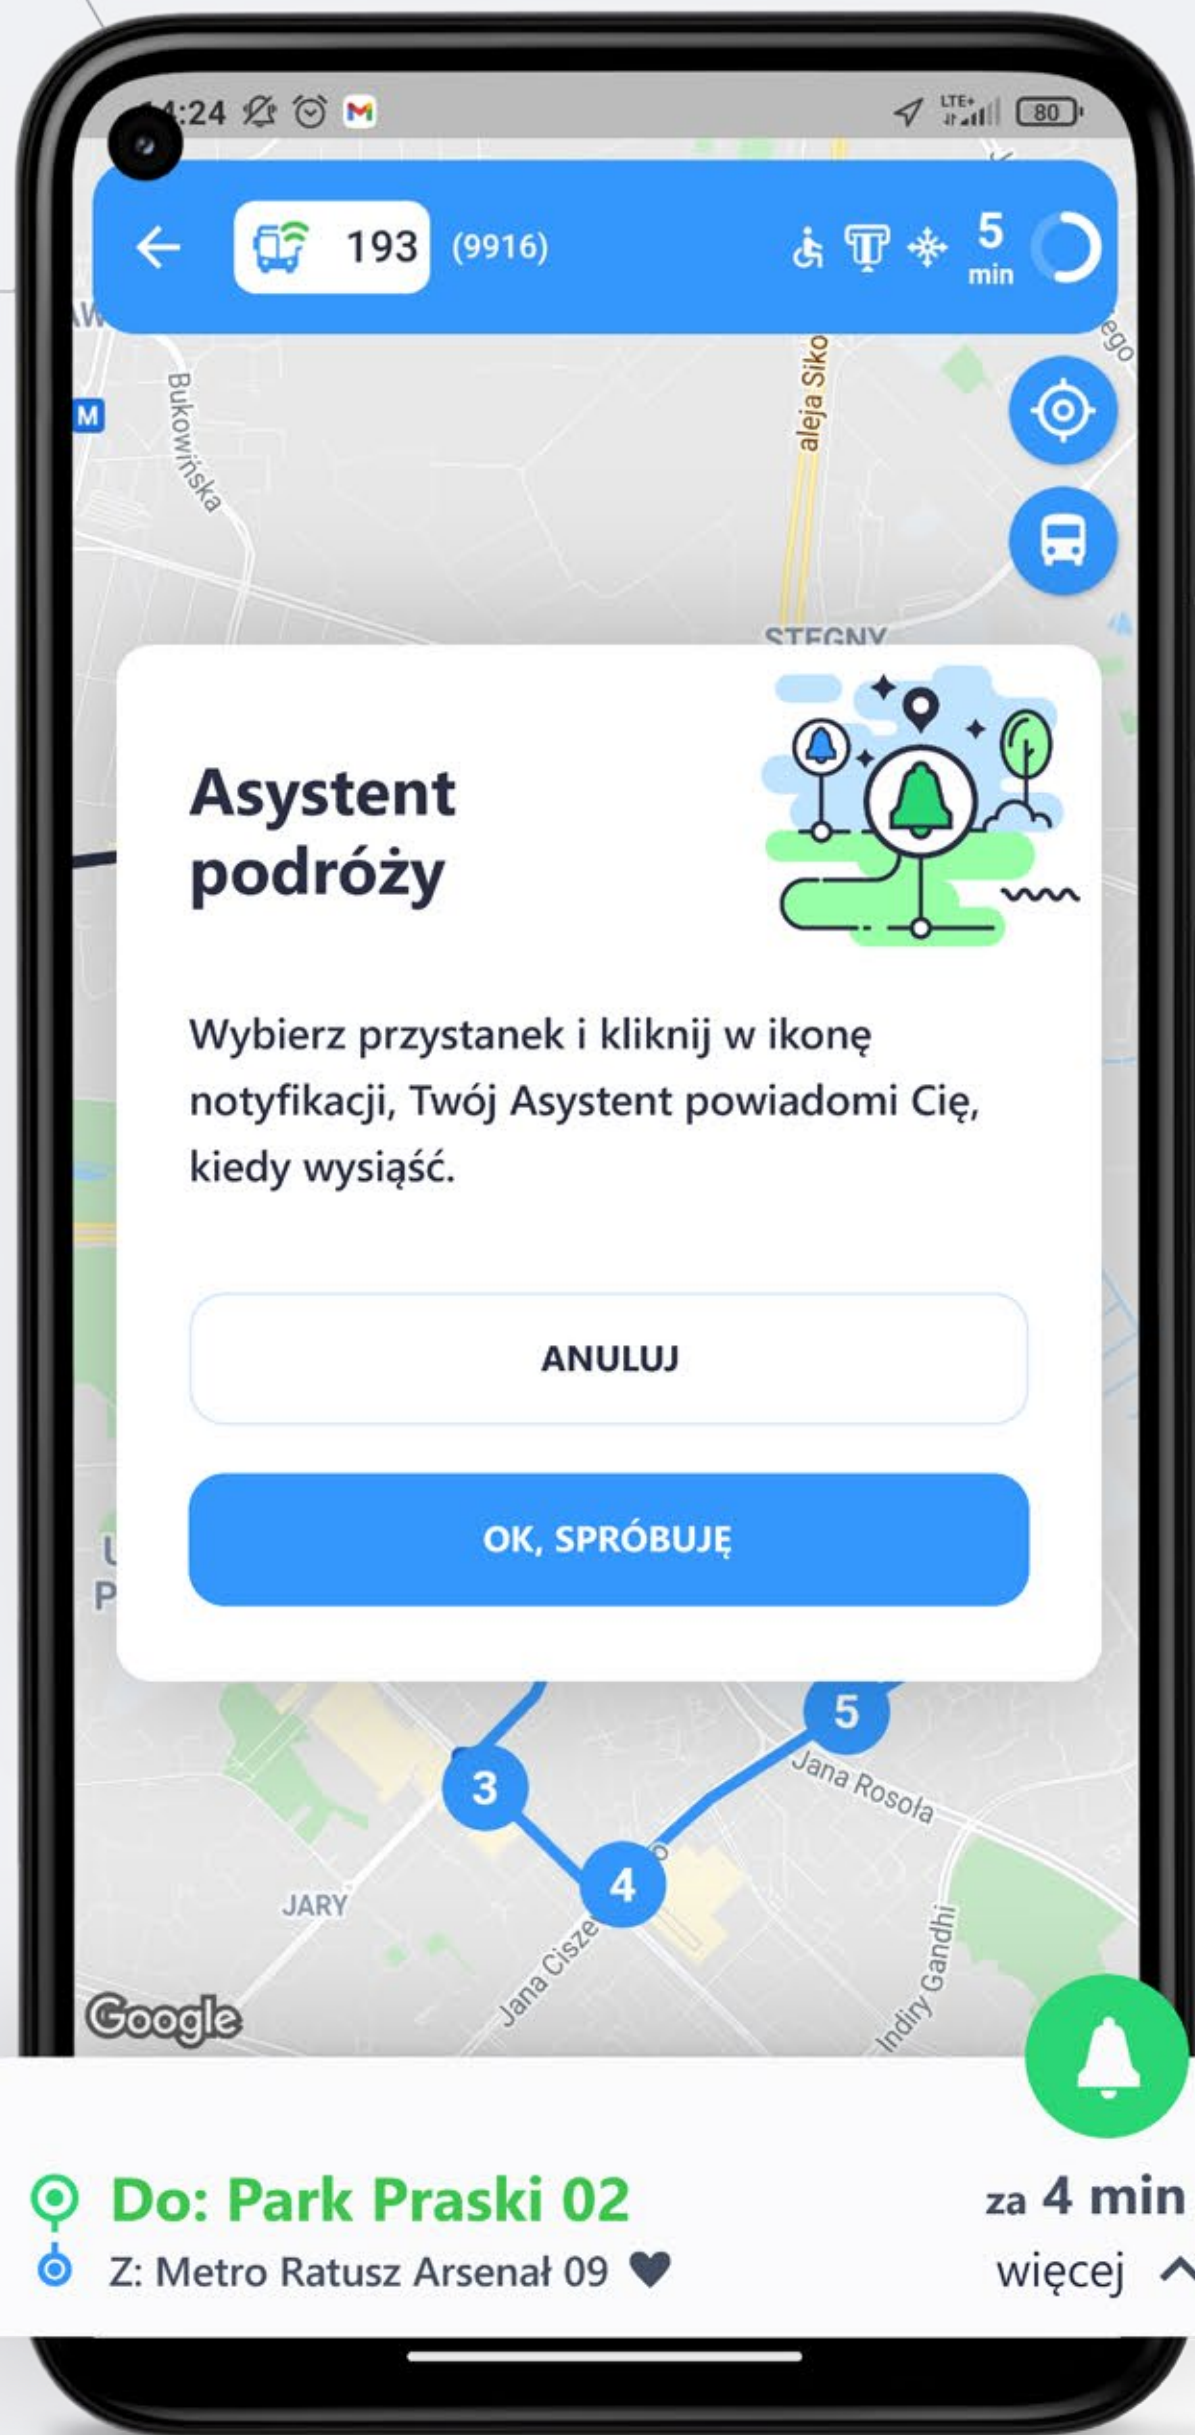 :24
LTE+
80
193 (9916)
5
min
Bukowińska
aleja Siko
ego
M
STEGNY
Asystent
podróży
Wybierz przystanek i kliknij w ikonę
notyfikacji, Twój Asystent powiadomi Cię,
kiedy wysiąść.
ANULUJ
OK, SPRÓBUJĘ
U
P
5
3
Jana Rosoła
4
JARY
Jana Cisze
Indiry Gandhi
Google
Do: Park Praski 02
za 4 min
Z: Metro Ratusz Arsenał 09
więcej